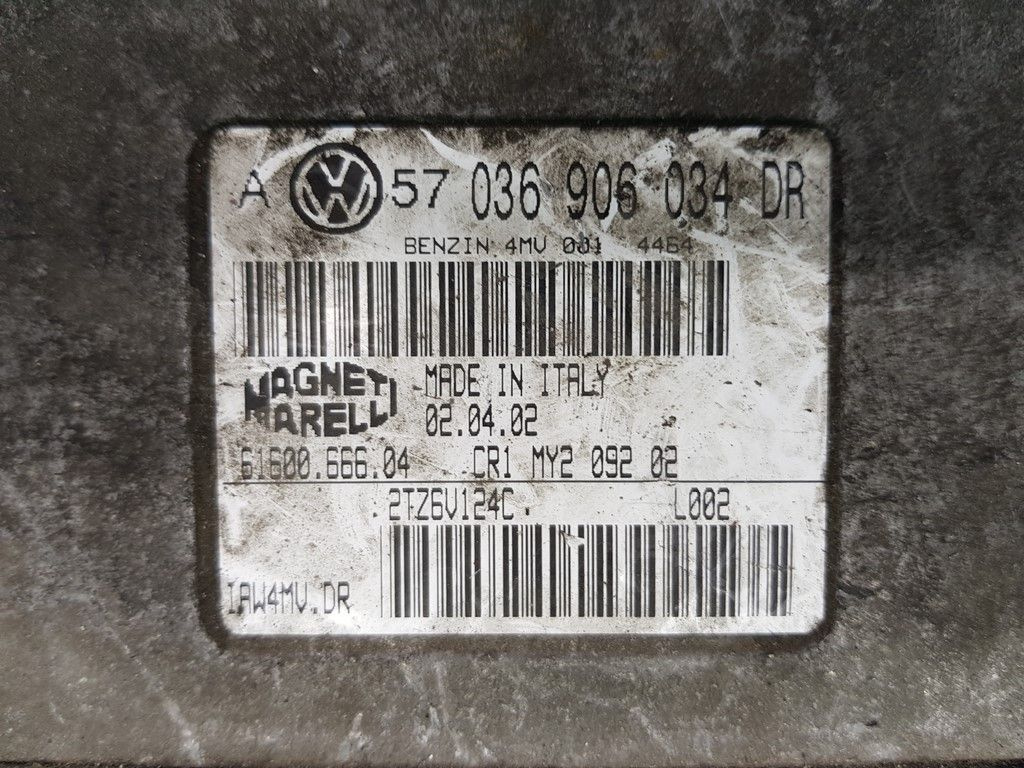 A VW 57 036 906 034 DR
BENZIN 4MV 001 4464
MAGNETI MARELLI
MADE IN ITALY
02.04.02
61600.666.04 CR1 MY2 092 02
2TZ6V124C L002
IAW4MV.DR